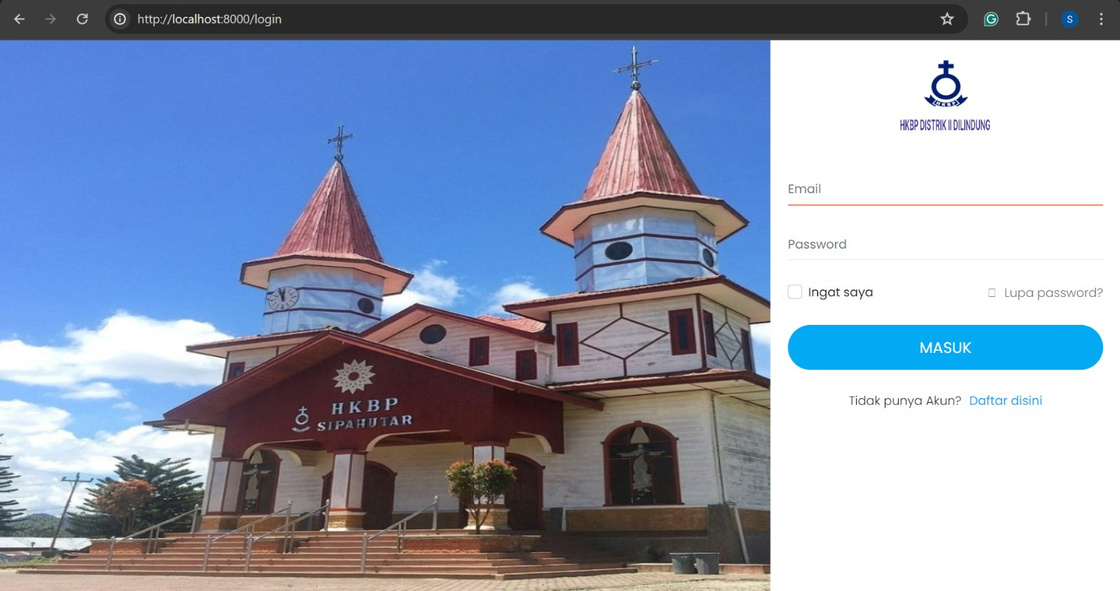 http://localhost:8000/login
S
HKBP
SIPAHUTAR
HKBP
HKBP DISTRIK II DILINDUNG
Email
Password
Ingat saya
Lupa password?
MASUK
Tidak punya Akun? Daftar disini